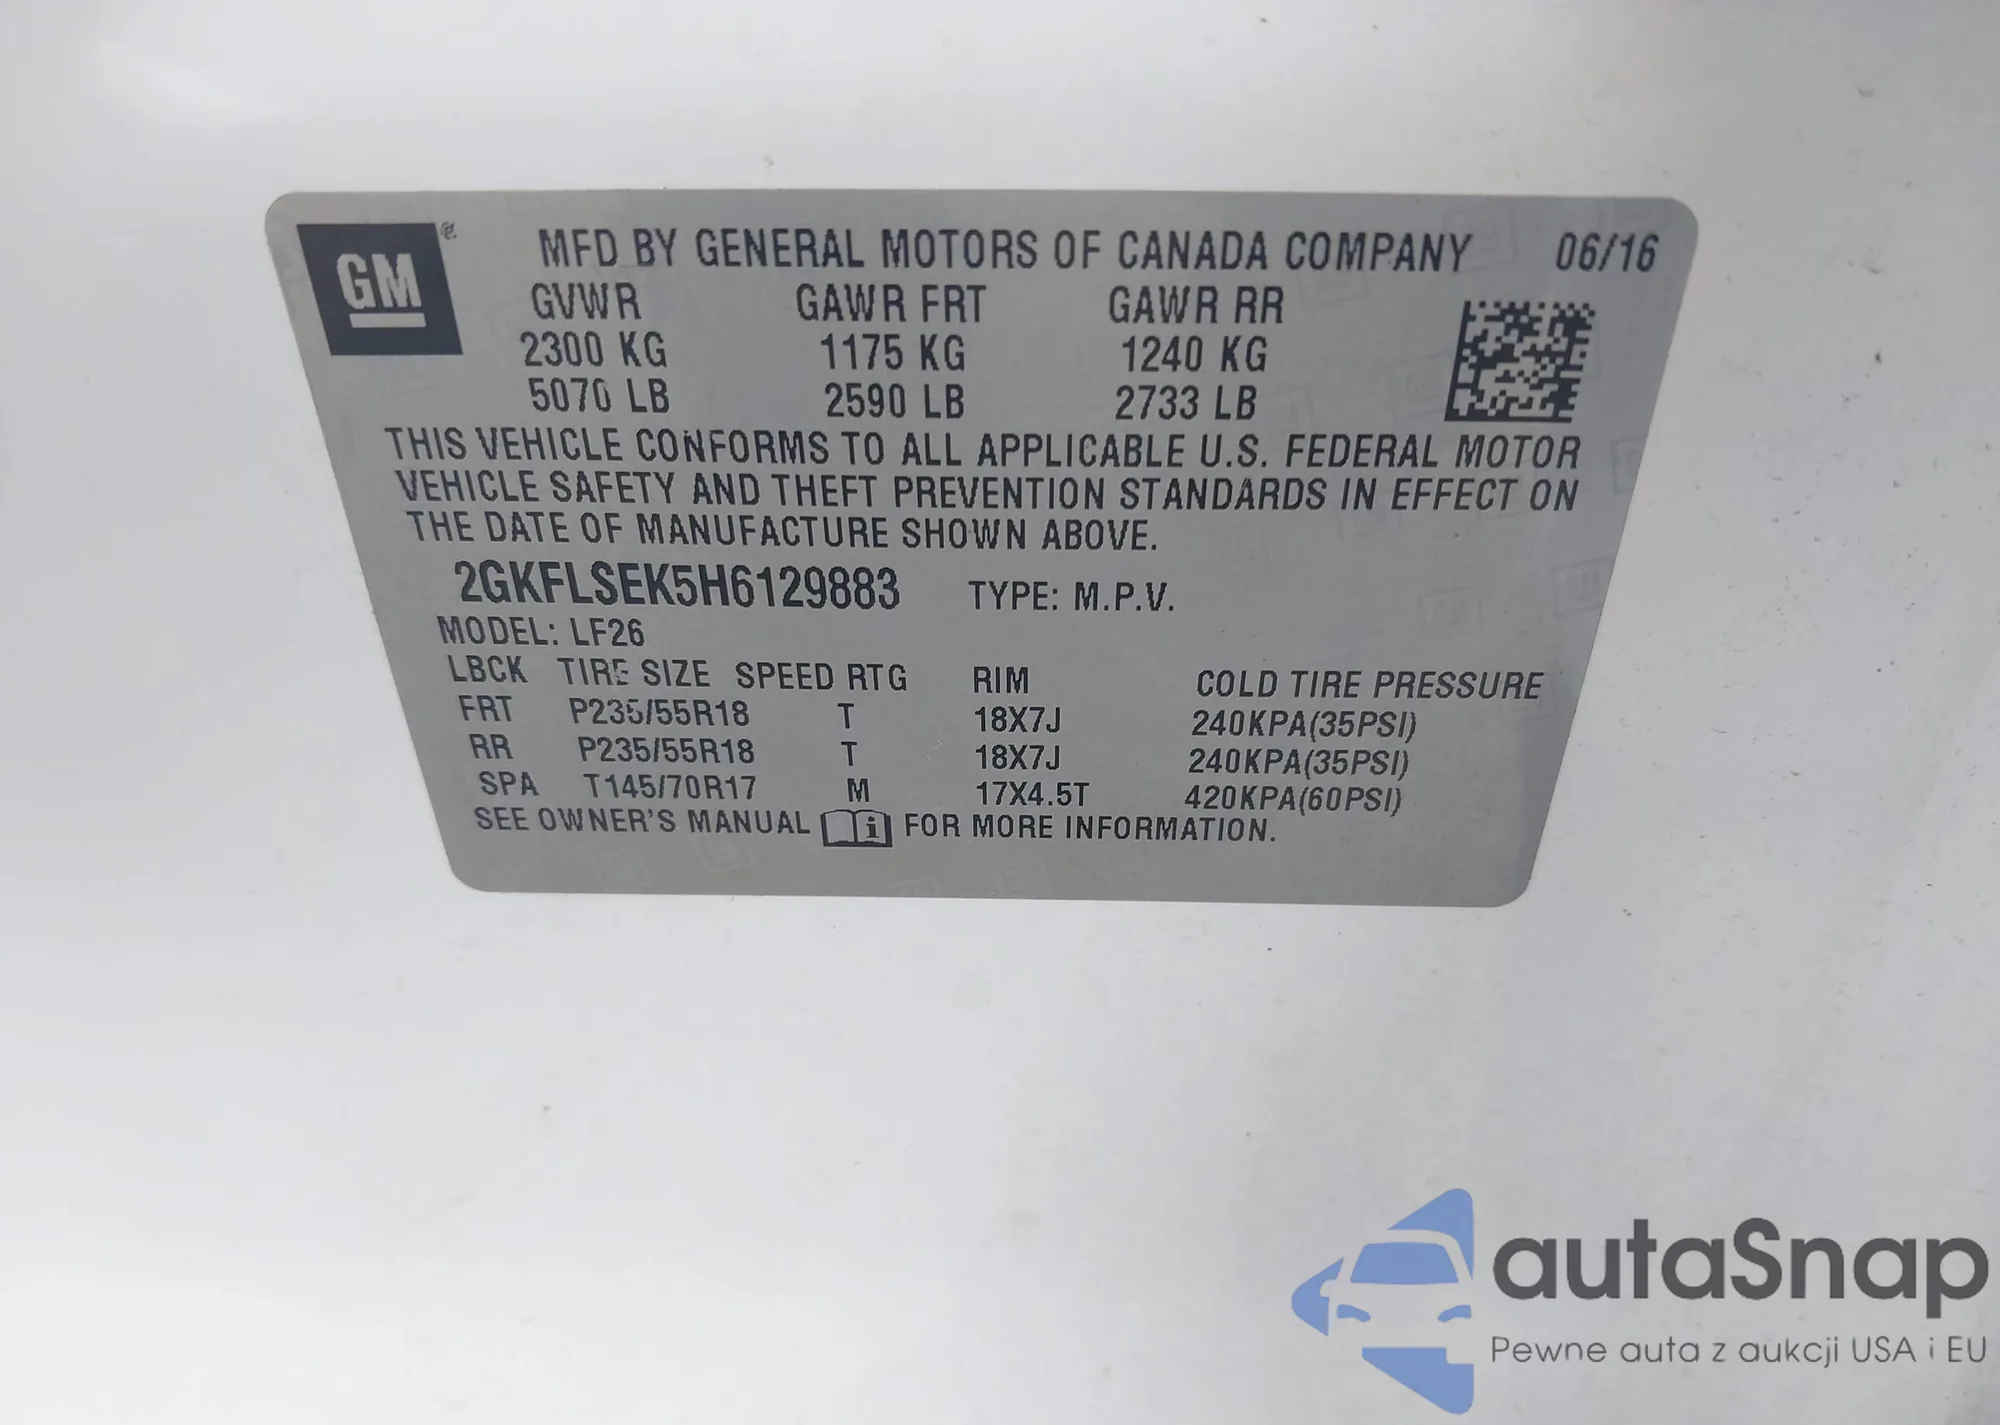 GM ®
MFD BY GENERAL MOTORS OF CANADA COMPANY 06/16
GVWR GAWR FRT GAWR RR
2300 KG 1175 KG 1240 KG
5070 LB 2590 LB 2733 LB
THIS VEHICLE CONFORMS TO ALL APPLICABLE U.S. FEDERAL MOTOR
VEHICLE SAFETY AND THEFT PREVENTION STANDARDS IN EFFECT ON
THE DATE OF MANUFACTURE SHOWN ABOVE.
2GKFLSEK5H6129883 TYPE: M.P.V.
MODEL: LF26
LBCK TIRE SIZE SPEED RTG RIM COLD TIRE PRESSURE
FRT P235/55R18 T 18X7J 240KPA(35PSI)
RR P235/55R18 T 18X7J 240KPA(35PSI)
SPA T145/70R17 M 17X4.5T 420KPA(60PSI)
SEE OWNER'S MANUAL i FOR MORE INFORMATION.
autaSnap
Pewne auta z aukcji USA i EU